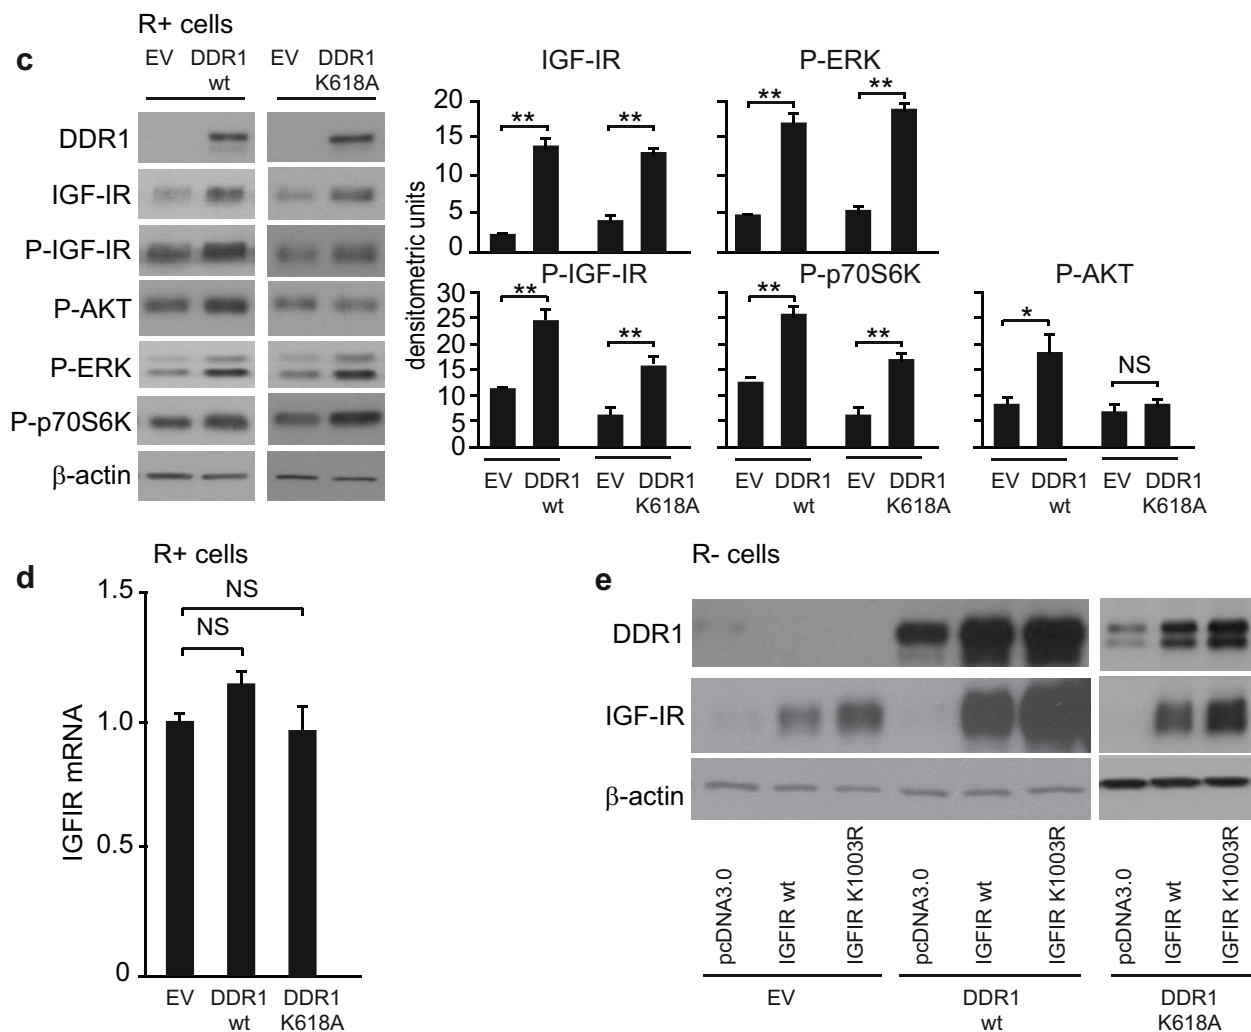 R+ cells
c
EV DDR1 wt EV DDR1 K618A
DDR1
IGF-IR
P-IGF-IR
P-AKT
P-ERK
P-p70S6K
β-actin
densitometric units
IGF-IR
20
15
10
5
0
** **
P-ERK
** **
P-IGF-IR
30
25
20
15
10
5
0
** **
EV DDR1 wt EV DDR1 K618A
P-p70S6K
** **
EV DDR1 wt EV DDR1 K618A
P-AKT
* NS
EV DDR1 wt EV DDR1 K618A
d
R+ cells
IGFIR mRNA
1.5
1.0
0.5
0
NS
NS
EV DDR1 wt DDR1 K618A
e
R- cells
DDR1
IGF-IR
β-actin
pcDNA3.0 IGFIR wt IGFIR K1003R pcDNA3.0 IGFIR wt IGFIR K1003R pcDNA3.0 IGFIR wt IGFIR K1003R
EV DDR1 wt DDR1 K618A